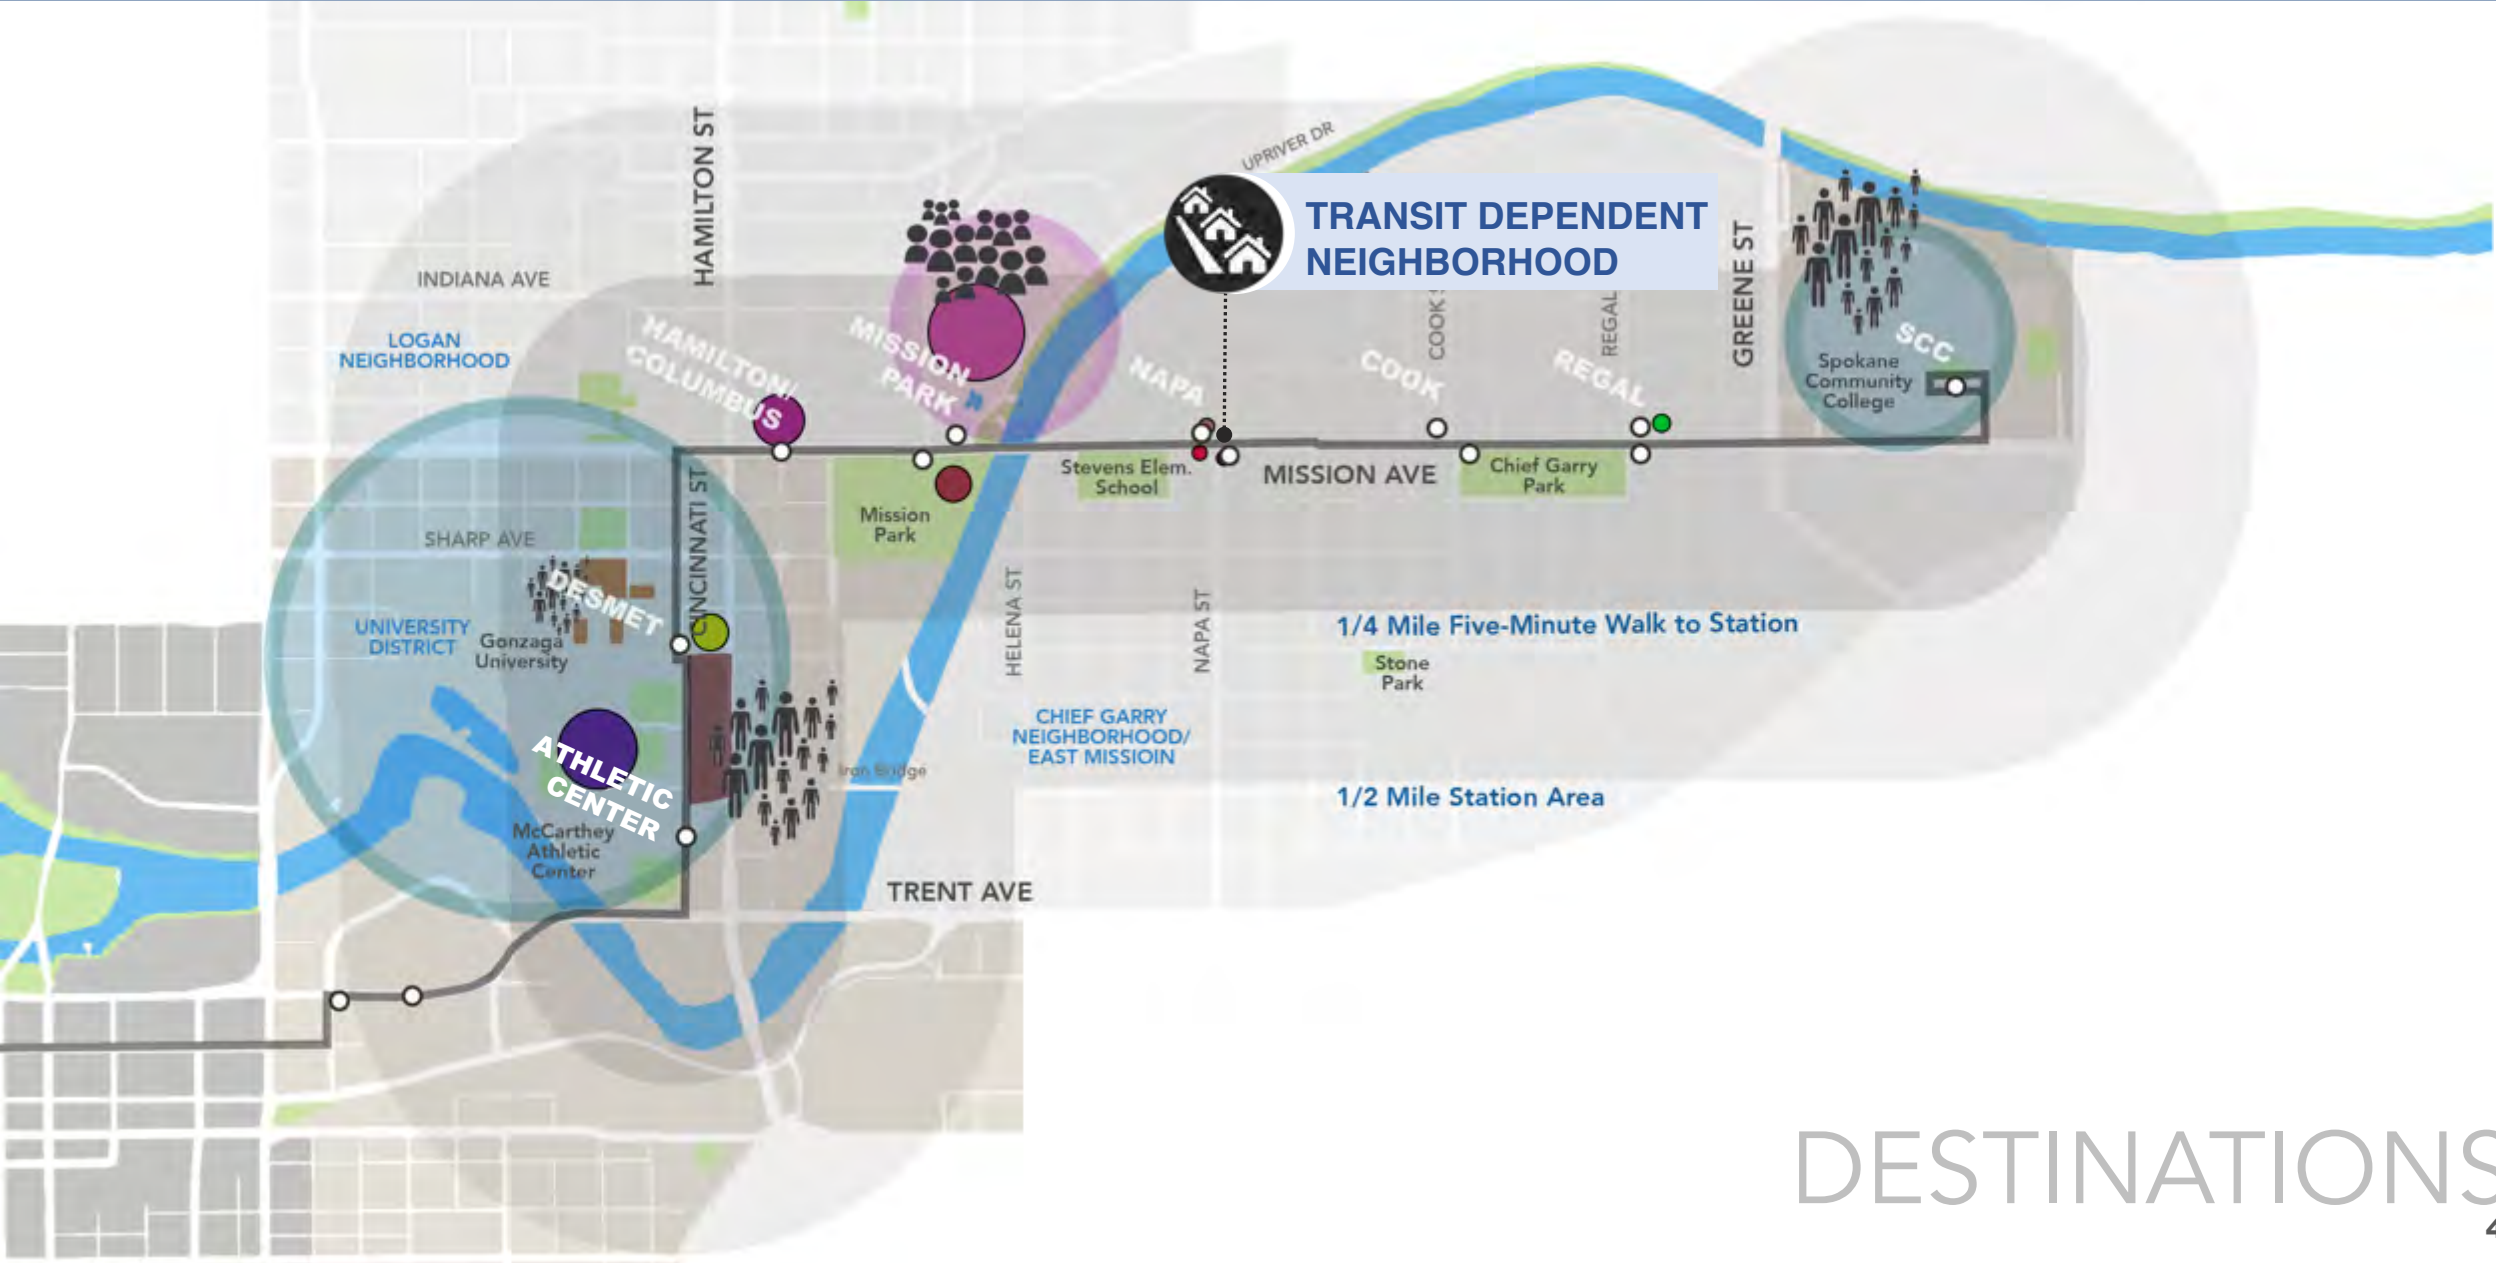 HAMILTON ST
UPRIVER DR
TRANSIT DEPENDENT
NEIGHBORHOOD
GREENE ST
INDIANA AVE
LOGAN
NEIGHBORHOOD
HAMILTON/
COLUMBUS
MISSION
PARK
NAPA
COOK
COOK S
REGAL
REGAL
SCC
Spokane
Community
College
CINCINNATI ST
Stevens Elem.
School
MISSION AVE
Chief Garry
Park
Mission
Park
SHARP AVE
DESMET
UNIVERSITY
DISTRICT
Gonzaga
University
HELENA ST
NAPA ST
1/4 Mile Five-Minute Walk to Station
Stone
Park
CHIEF GARRY
NEIGHBORHOOD/
EAST MISSIOIN
ATHLETIC
CENTER
Iron Bridge
1/2 Mile Station Area
McCarthey
Athletic
Center
TRENT AVE
DESTINATIONS
4